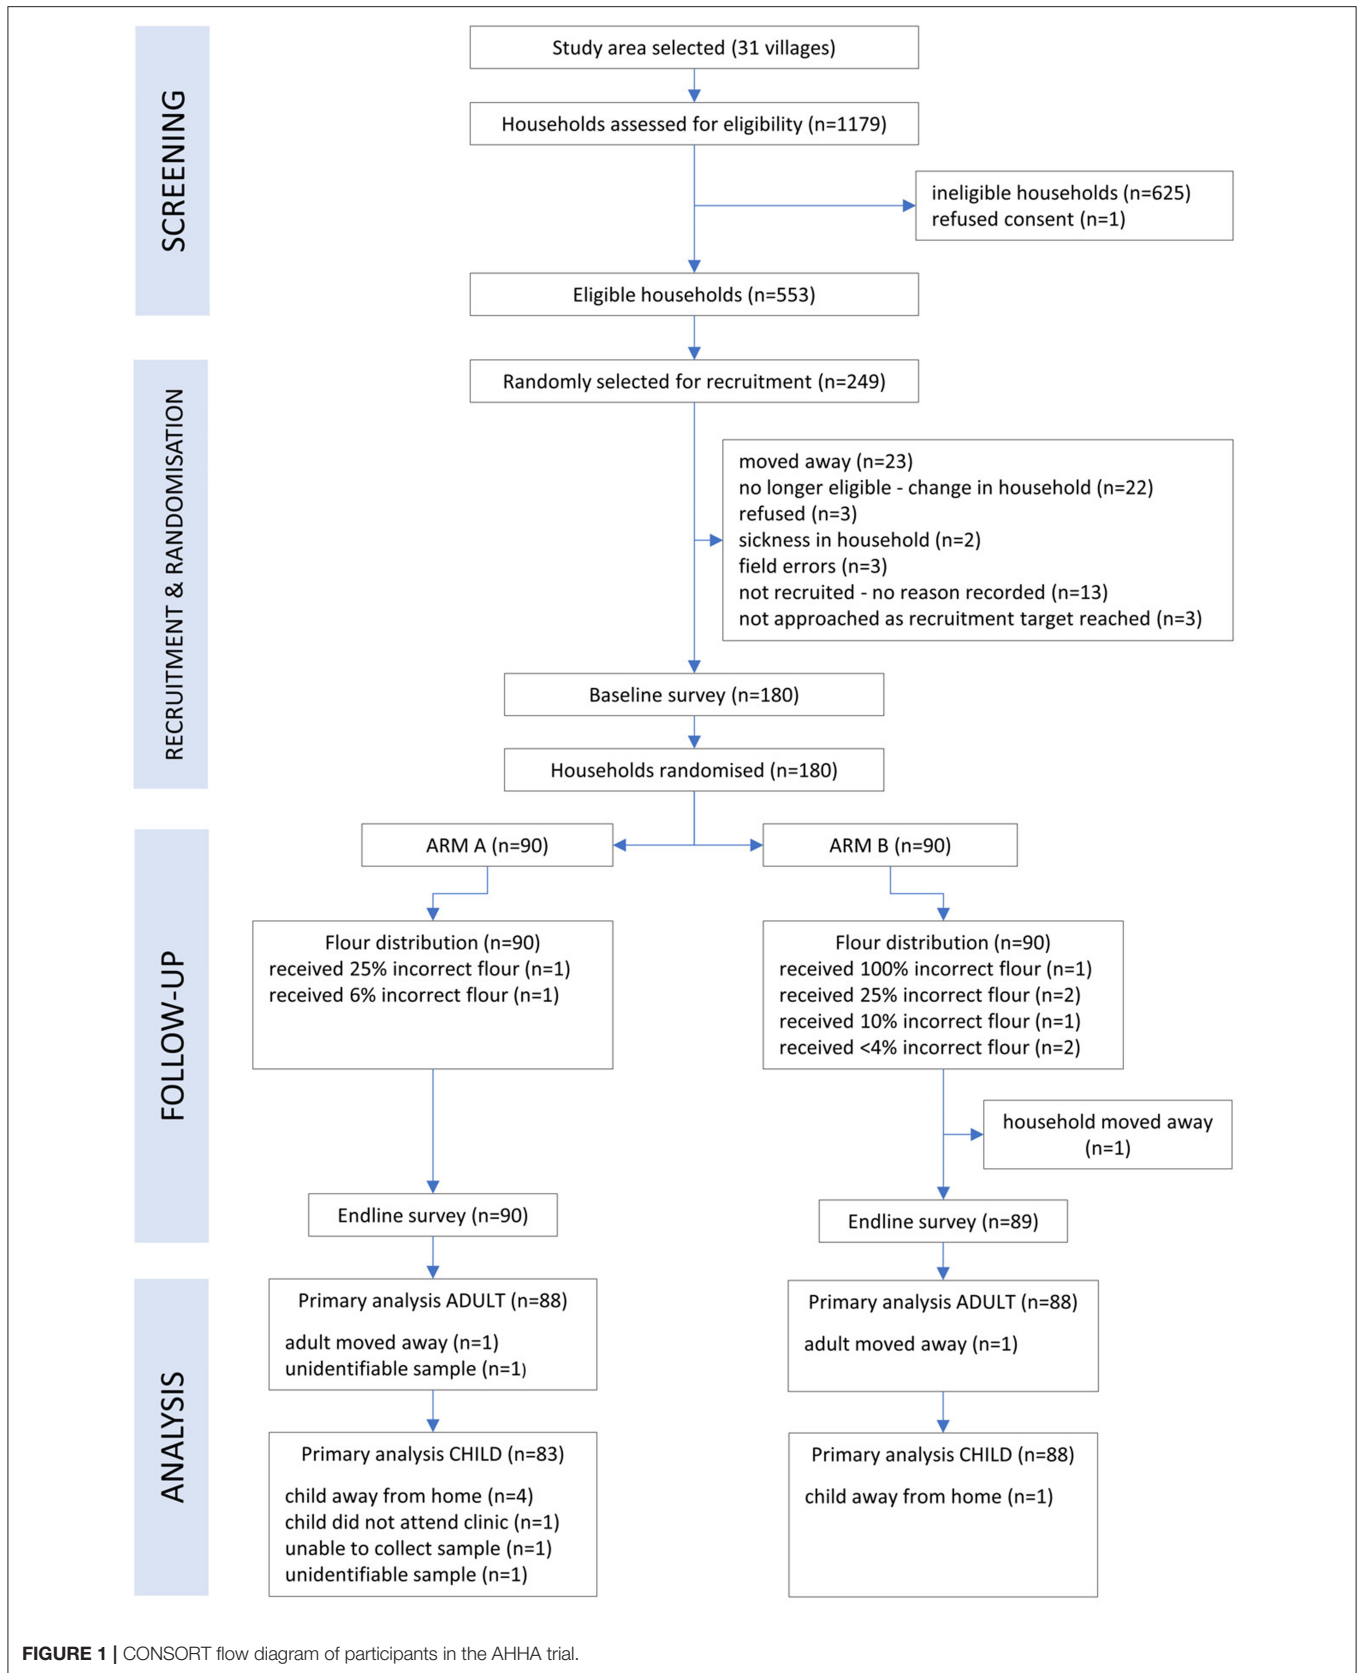 SCREENING
Study area selected (31 villages)
Households assessed for eligibility (n=1179)
ineligible households (n=625)
refused consent (n=1)
Eligible households (n=553)
RECRUITMENT & RANDOMISATION
Randomly selected for recruitment (n=249)
moved away (n=23)
no longer eligible - change in household (n=22)
refused (n=3)
sickness in household (n=2)
field errors (n=3)
not recruited - no reason recorded (n=13)
not approached as recruitment target reached (n=3)
Baseline survey (n=180)
Households randomised (n=180)
FOLLOW-UP
ARM A (n=90)
ARM B (n=90)
Flour distribution (n=90)
received 25% incorrect flour (n=1)
received 6% incorrect flour (n=1)
Flour distribution (n=90)
received 100% incorrect flour (n=1)
received 25% incorrect flour (n=2)
received 10% incorrect flour (n=1)
received <4% incorrect flour (n=2)
household moved away
(n=1)
Endline survey (n=90)
Endline survey (n=89)
ANALYSIS
Primary analysis ADULT (n=88)
adult moved away (n=1)
unidentifiable sample (n=1)
Primary analysis ADULT (n=88)
adult moved away (n=1)
Primary analysis CHILD (n=83)
child away from home (n=4)
child did not attend clinic (n=1)
unable to collect sample (n=1)
unidentifiable sample (n=1)
Primary analysis CHILD (n=88)
child away from home (n=1)
FIGURE 1 | CONSORT flow diagram of participants in the AHHA trial.